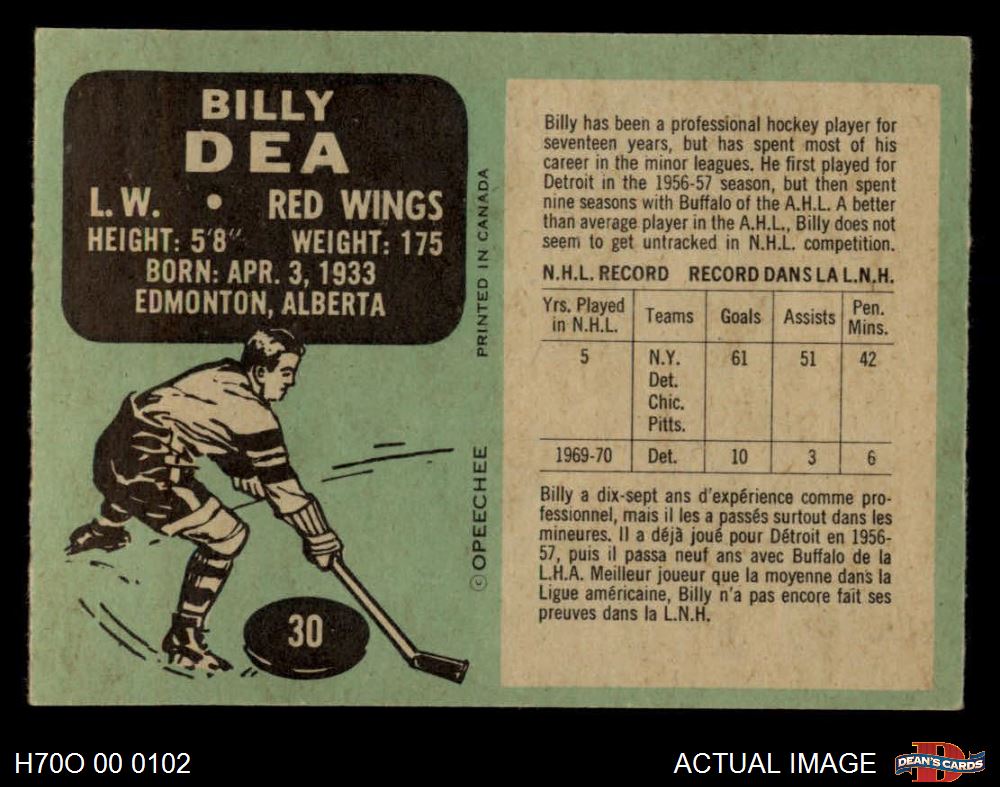 BILLY
DEA
L.W. • RED WINGS
HEIGHT: 5'8" WEIGHT: 175
BORN: APR. 3, 1933
EDMONTON, ALBERTA
PRINTED IN CANADA
© OPEECHEE
30
Billy has been a professional hockey player for
seventeen years, but has spent most of his
career in the minor leagues. He first played for
Detroit in the 1956-57 season, but then spent
nine seasons with Buffalo of the A.H.L. A better
than average player in the A.H.L., Billy does not
seem to get untracked in N.H.L. competition.
N.H.L. RECORD RECORD DANS LA L.N.H.
Yrs. Played
in N.H.L. Teams Goals Assists Pen.
Mins.
5 N.Y. 61 51 42
Det.
Chic.
Pitts.
1969-70 Det. 10 3 6
Billy a dix-sept ans d'expérience comme pro-
fessionnel, mais il les a passés surtout dans les
mineures. Il a déjà joué pour Détroit en 1956-
57, puis il passa neuf ans avec Buffalo de la
L.H.A. Meilleur joueur que la moyenne dans la
Ligue américaine, Billy n'a pas encore fait ses
preuves dans la L.N.H.
H70O 00 0102
ACTUAL IMAGE
D
DEAN'S CARDS